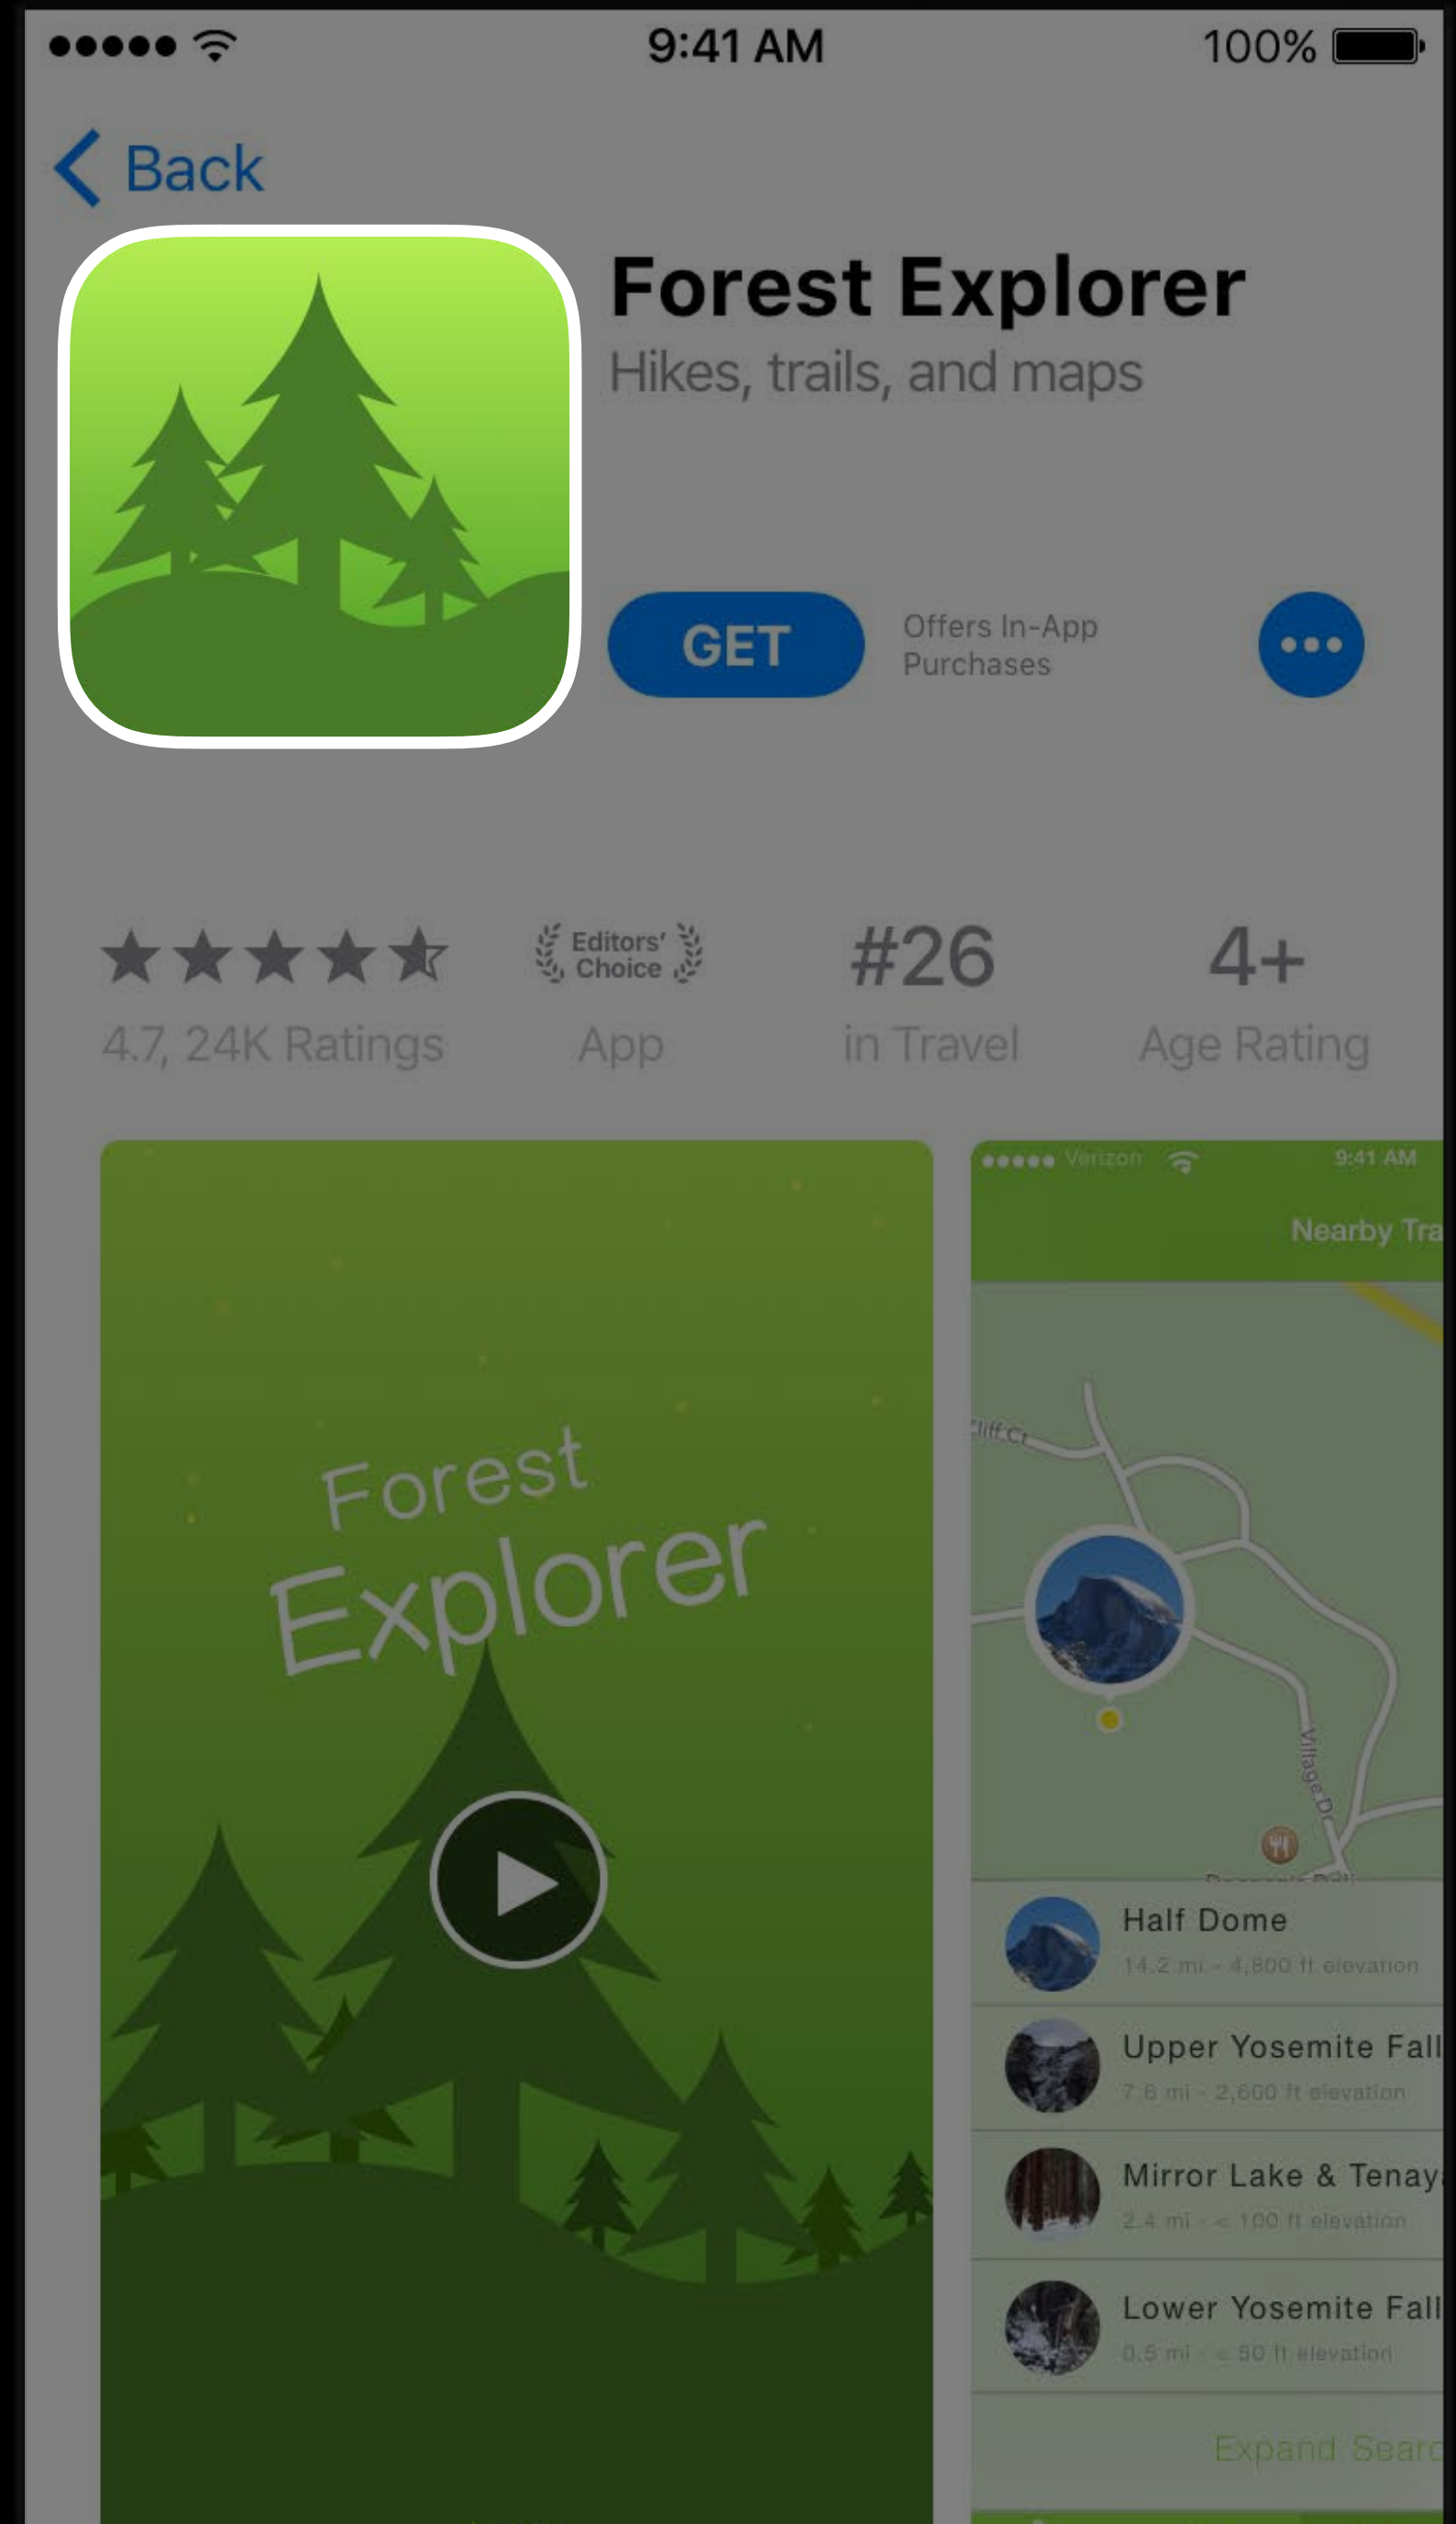 9:41 AM
100%
Back
Forest Explorer
Hikes, trails, and maps
GET
Offers In-App
Purchases
Editors'
Choice
#26
4+
4.7, 24K Ratings
App
in Travel
Age Rating
Forest
Explorer
Verizon
9:41 AM
Nearby Tra
Cliff Ct
Village Dr
Half Dome
14.2 mi - 4,800 ft elevation
Upper Yosemite Fall
7.6 mi - 2,600 ft elevation
Mirror Lake & Tenay
2.4 mi - < 100 ft elevation
Lower Yosemite Fall
0.5 mi - < 50 ft elevation
Expand Searc